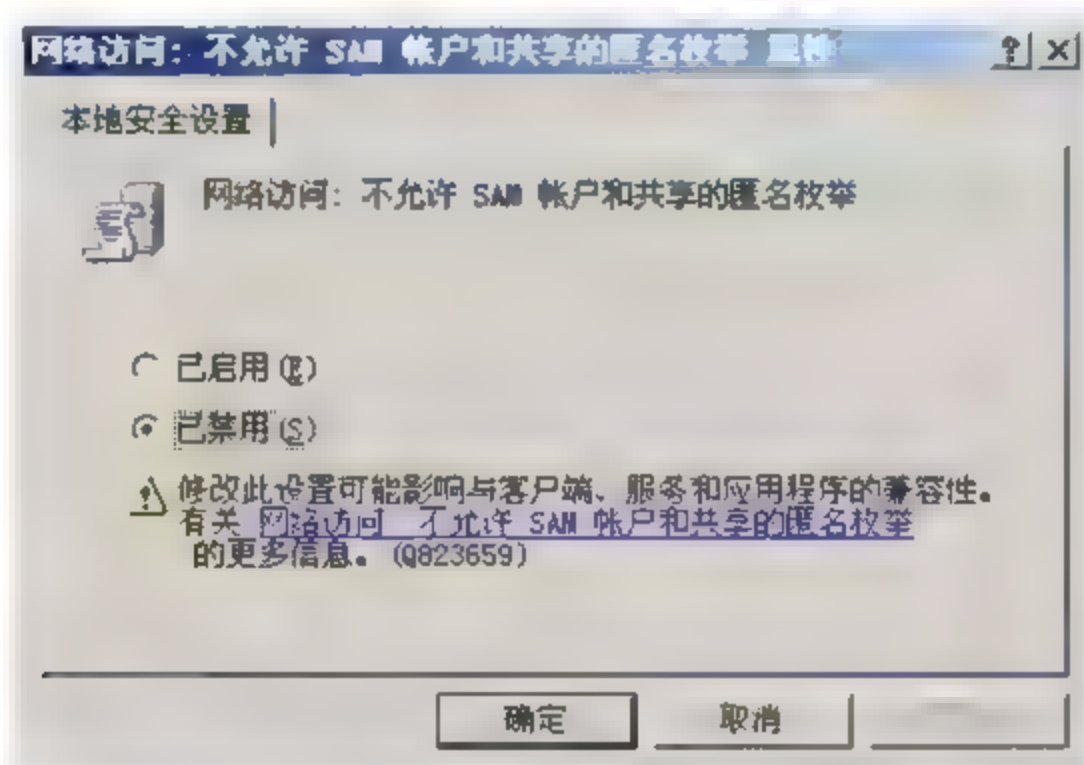 网络访问: 不允许 SAM 帐户和共享的匿名枚举 属性
本地安全设置
网络访问: 不允许 SAM 帐户和共享的匿名枚举
已启用(E)
已禁用(S)
修改此设置可能影响与客户端、服务和应用程序的兼容性。
有关 网络访问 不允许 SAM 帐户和共享的匿名枚举
的更多信息。(Q823659)
确定
取消